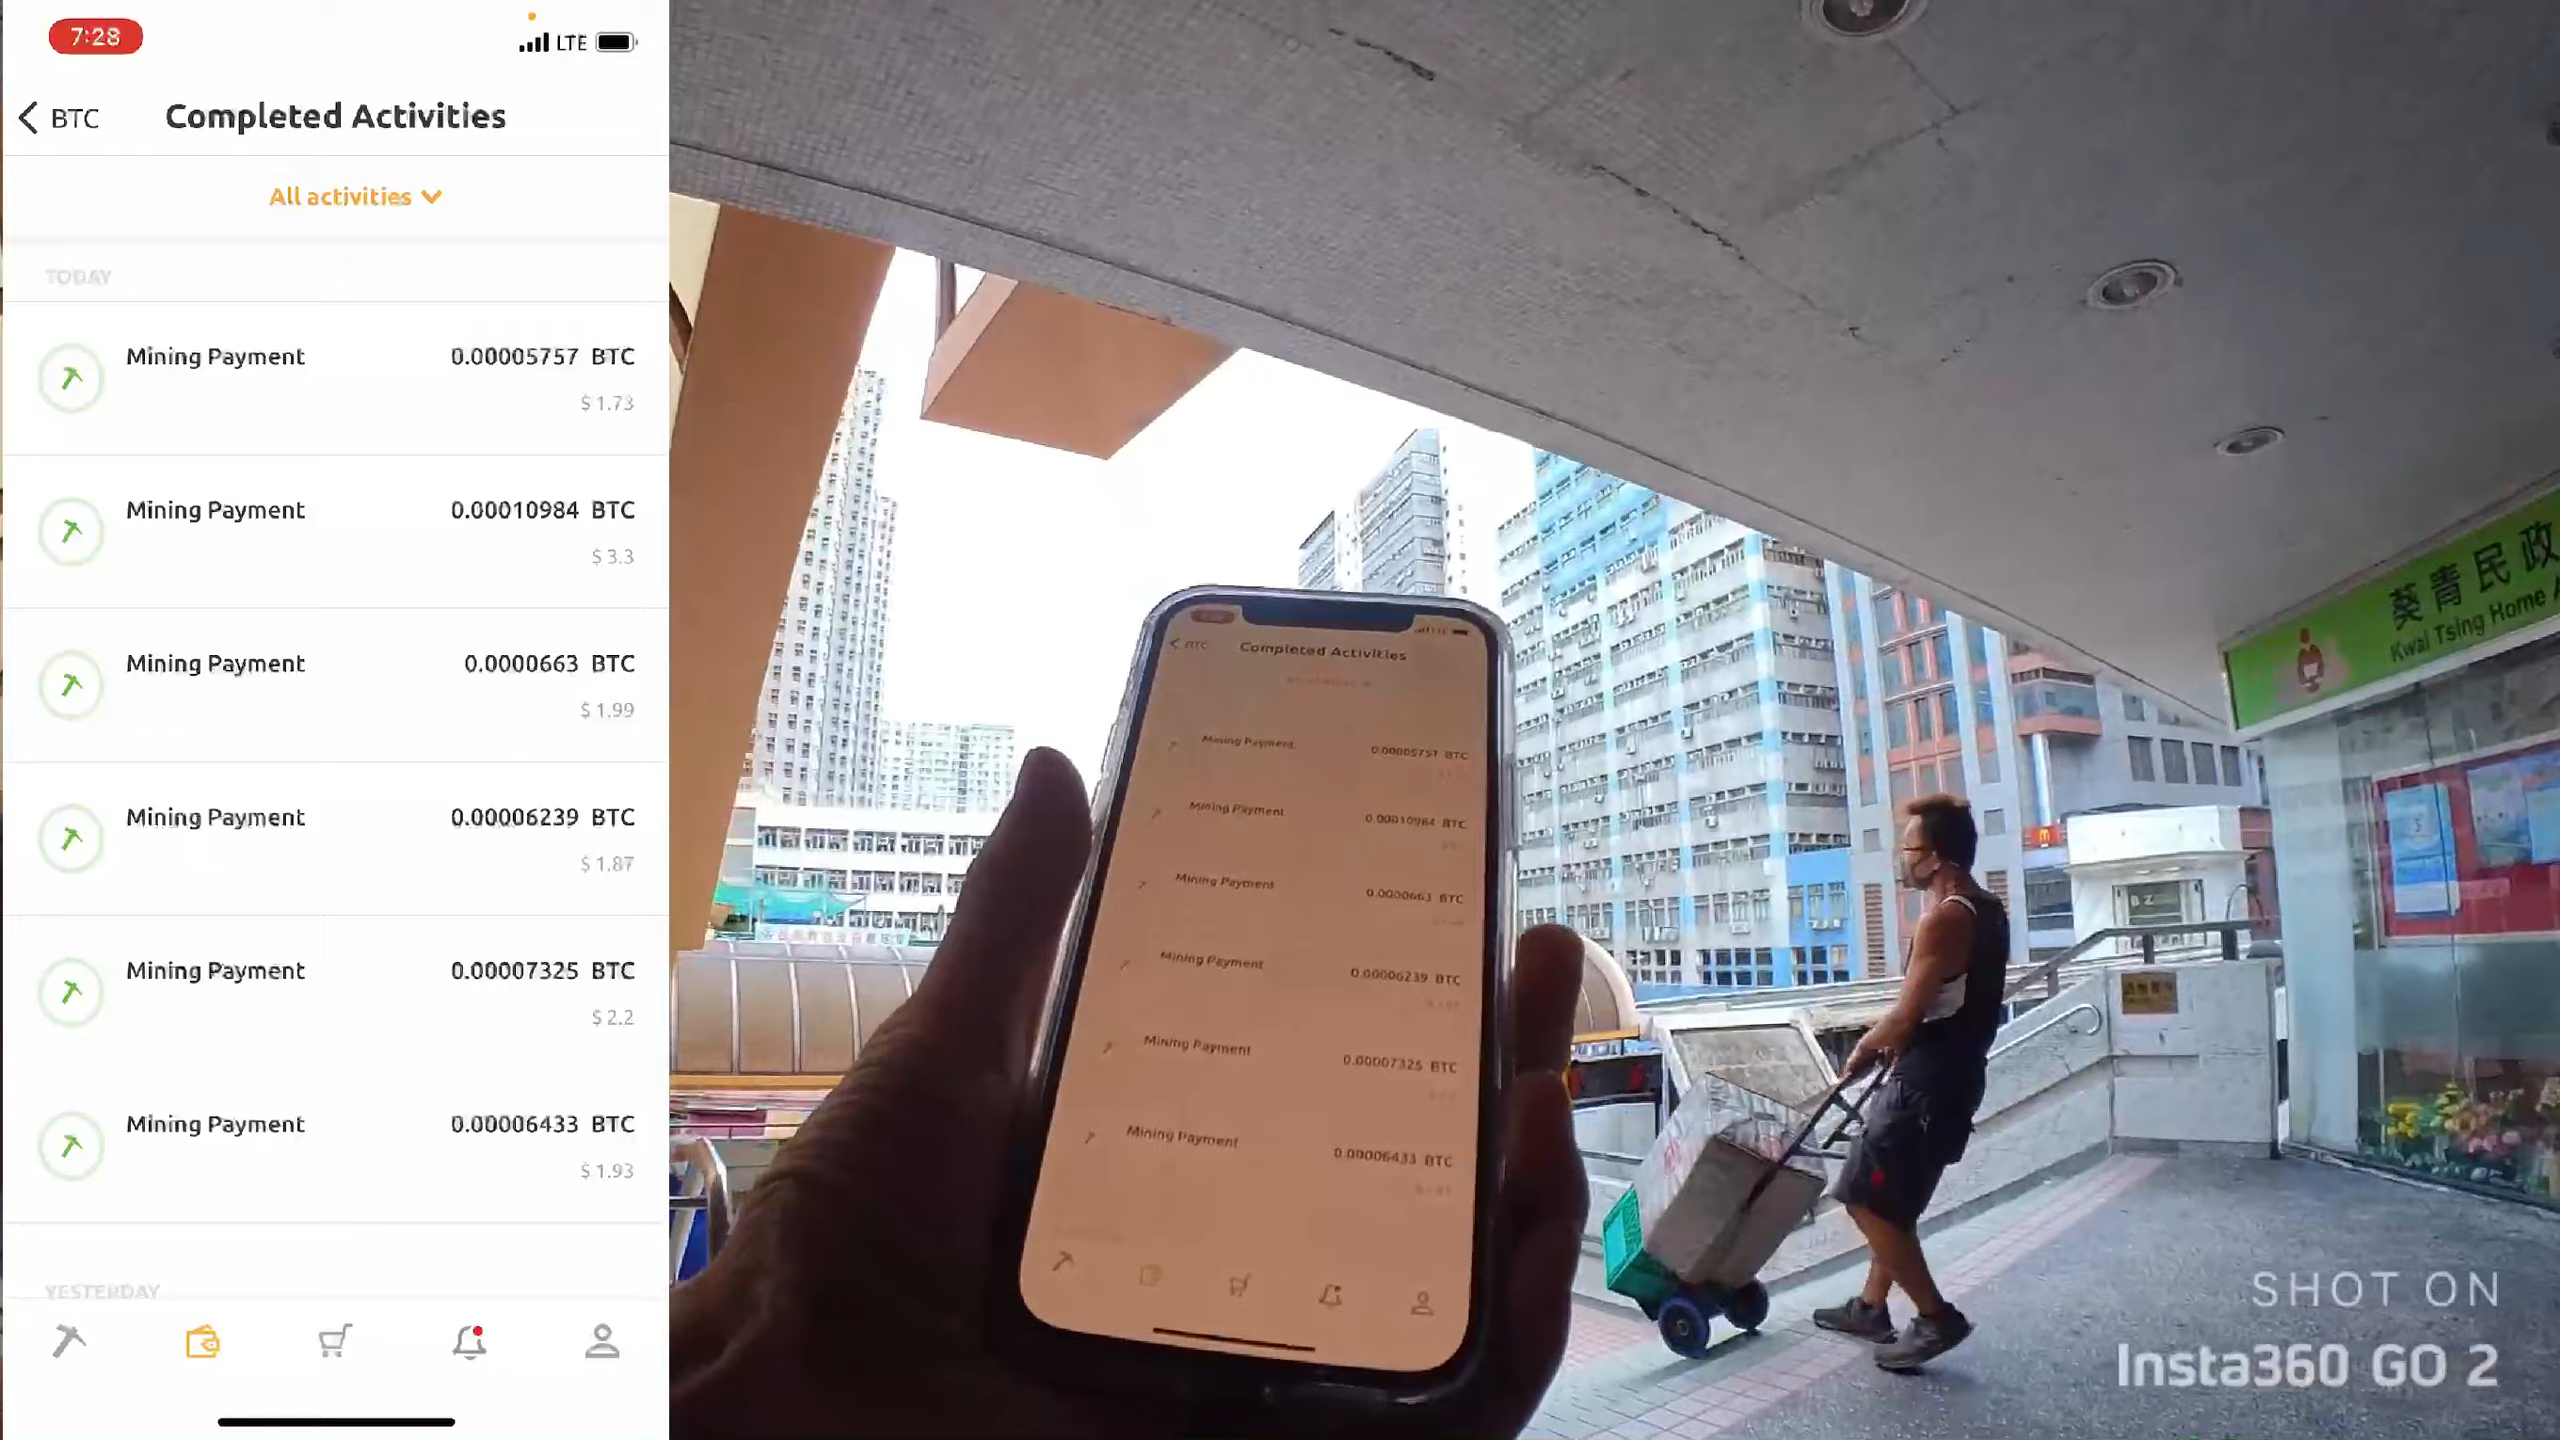 7:28
LTE
BTC
Completed Activities
All activities
TODAY
Mining Payment
0.00005757 BTC
$ 1.73
Mining Payment
0.00010984 BTC
$ 3.3
Mining Payment
0.0000663 BTC
$ 1.99
Mining Payment
0.00006239 BTC
$ 1.87
Mining Payment
0.00007325 BTC
$ 2.2
Mining Payment
0.00006433 BTC
$ 1.93
YESTERDAY
BTC
Completed Activities
Mining Payment
0.00005757 BTC
Mining Payment
0.00010984 BTC
Mining Payment
0.0000663 BTC
Mining Payment
0.00006239 BTC
Mining Payment
0.00007325 BTC
Mining Payment
0.00006433 BTC
葵青民政
Kwai Tsing Home
SHOT ON
Insta360 GO 2